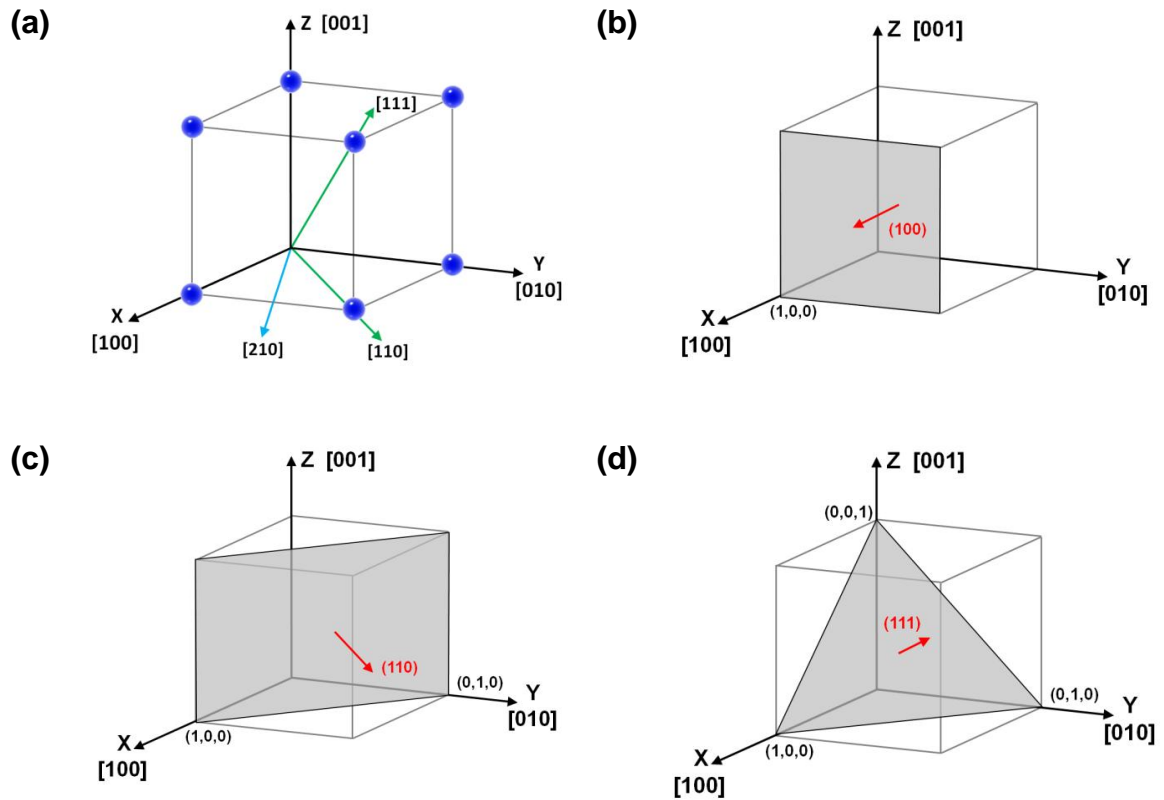 (a)
Z [001]
[111]
Y
[010]
X
[100]
[210]
[110]
(b)
Z [001]
(100)
Y
[010]
X
(1,0,0)
[100]
(c)
Z [001]
(110)
(0,1,0)
Y
[010]
X
(1,0,0)
[100]
(d)
Z [001]
(0,0,1)
(111)
(0,1,0)
Y
[010]
X
(1,0,0)
[100]